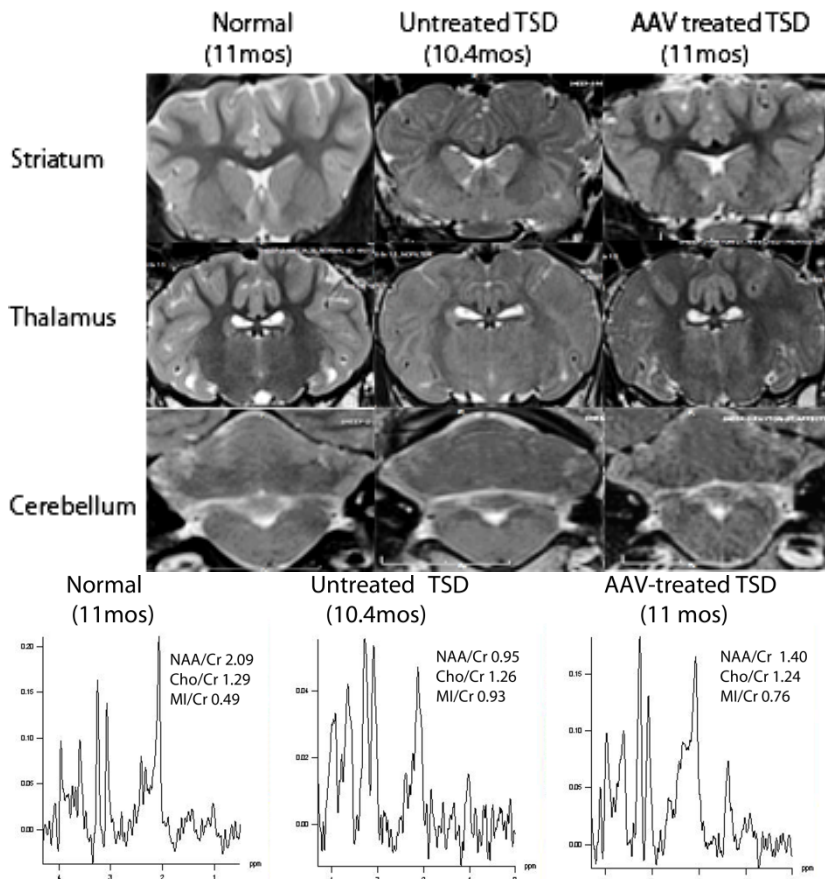 Normal
(11mos)
Untreated TSD
(10.4mos)
AAV treated TSD
(11mos)
Striatum
Thalamus
Cerebellum
Normal
(11mos)
Untreated TSD
(10.4mos)
AAV-treated TSD
(11 mos)
NAA/Cr 2.09
Cho/Cr 1.29
MI/Cr 0.49
0.20
0.15
0.10
0.05
0.00
ppm
NAA/Cr 0.95
Cho/Cr 1.26
MI/Cr 0.93
0.04
0.02
0.00
ppm
NAA/Cr 1.40
Cho/Cr 1.24
MI/Cr 0.76
0.15
0.10
0.05
0.00
ppm